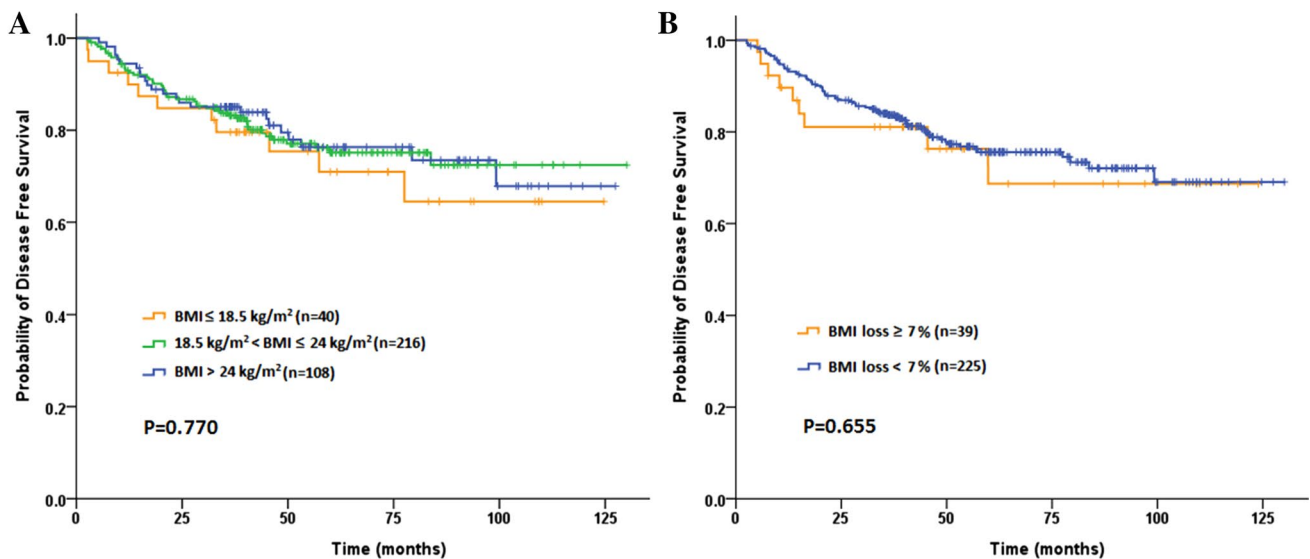 A
Probability of Disease Free Survival
1.0
0.8
0.6
0.4
0.2
0.0
BMI ≤ 18.5 kg/m² (n=40)
18.5 kg/m² < BMI ≤ 24 kg/m² (n=216)
BMI > 24 kg/m² (n=108)
P=0.770
0 25 50 75 100 125
Time (months)
B
Probability of Disease Free Survival
1.0
0.8
0.6
0.4
0.2
0.0
BMI loss ≥ 7% (n=39)
BMI loss < 7% (n=225)
P=0.655
0 25 50 75 100 125
Time (months)